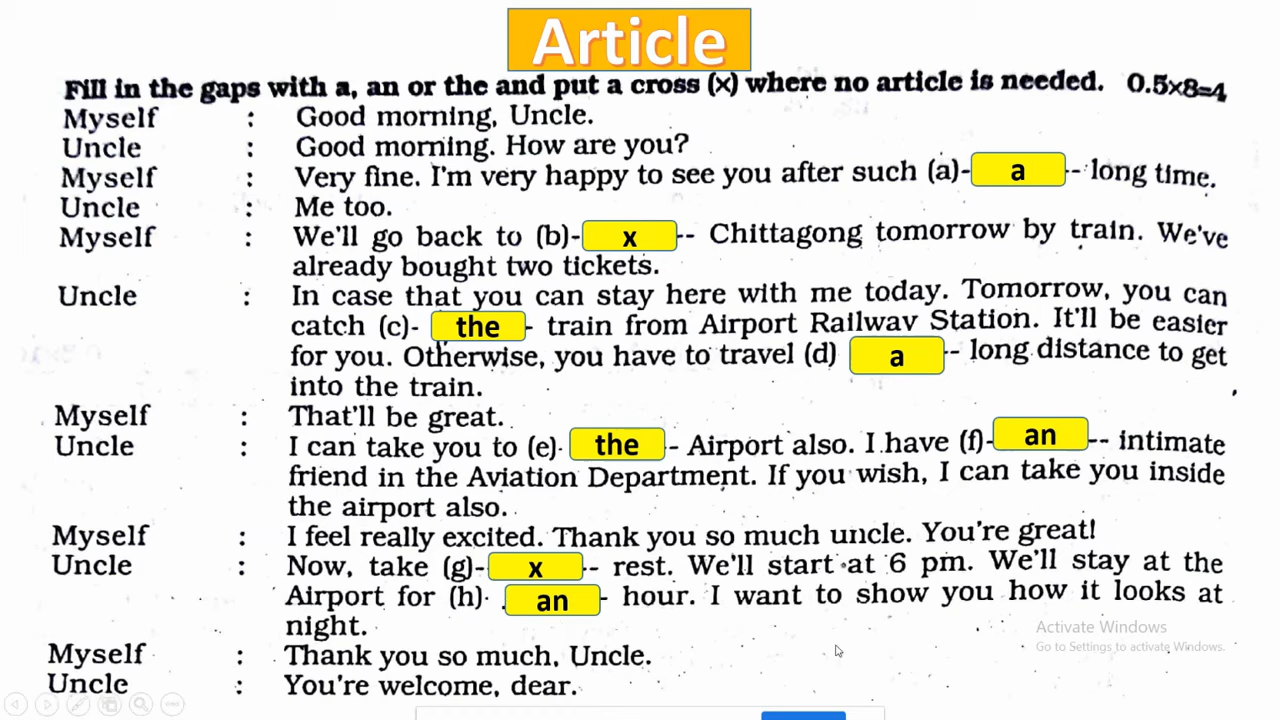 Article
Fill in the gaps with a, an or the and put a cross (x) where no article is needed. 0.5×8=4
Myself : Good morning, Uncle.
Uncle : Good morning. How are you?
Myself : Very fine. I'm very happy to see you after such (a)- a -- long time.
Uncle : Me too.
Myself : We'll go back to (b)- x -- Chittagong tomorrow by train. We've
already bought two tickets.
Uncle : In case that you can stay here with me today. Tomorrow, you can
catch (c)- the - train from Airport Railway Station. It'll be easier
for you. Otherwise, you have to travel (d) a -- long distance to get
into the train.
Myself : That'll be great.
Uncle : I can take you to (e)- the - Airport also. I have (f)- an -- intimate
friend in the Aviation Department. If you wish, I can take you inside
the airport also.
Myself : I feel really excited. Thank you so much uncle. You're great!
Uncle : Now, take (g)- x -- rest. We'll start at 6 pm. We'll stay at the
Airport for (h)- an - hour. I want to show you how it looks at
night.
Myself : Thank you so much, Uncle.
Uncle : You're welcome, dear.
Activate Windows
Go to Settings to activate Windows.